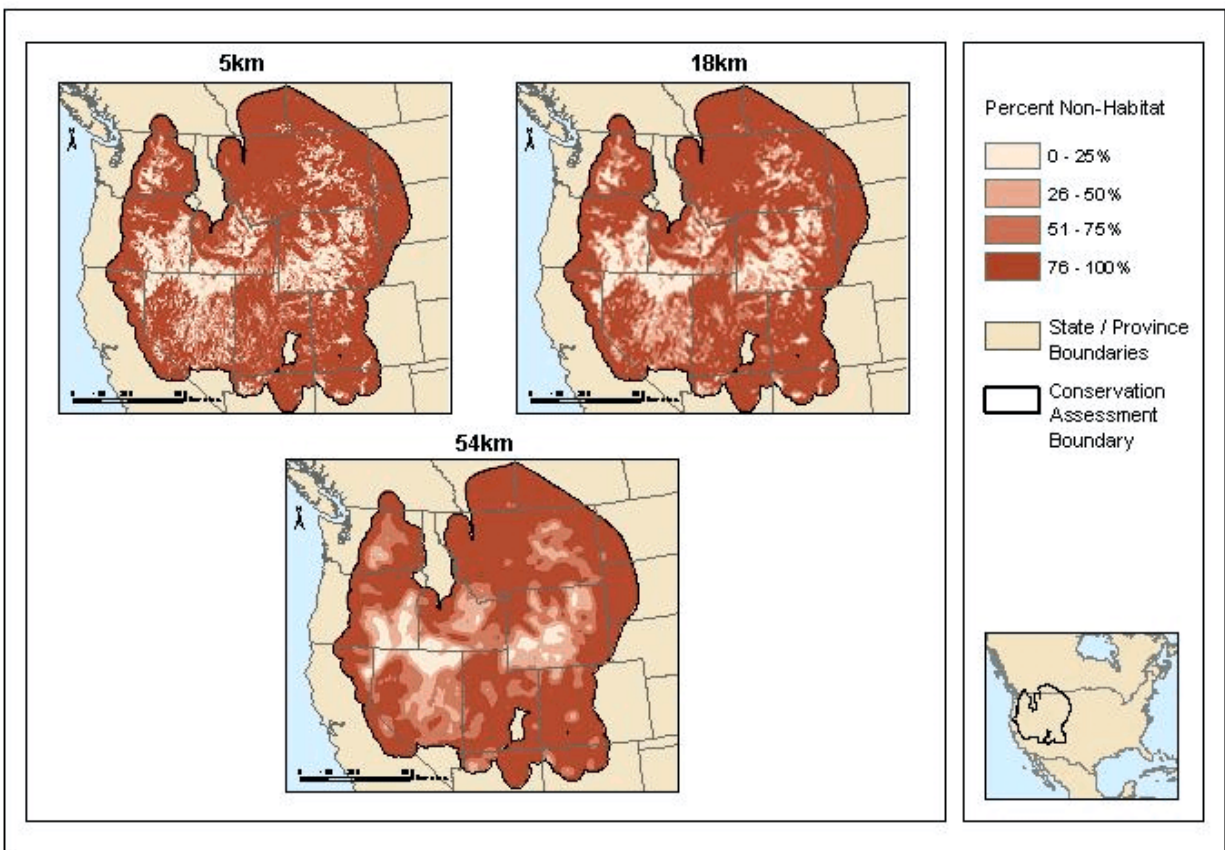 5km
18km
54km
Percent Non-Habitat
0 - 25%
26 - 50%
51 - 75%
76 - 100%
State / Province
Boundaries
Conservation
Assessment
Boundary